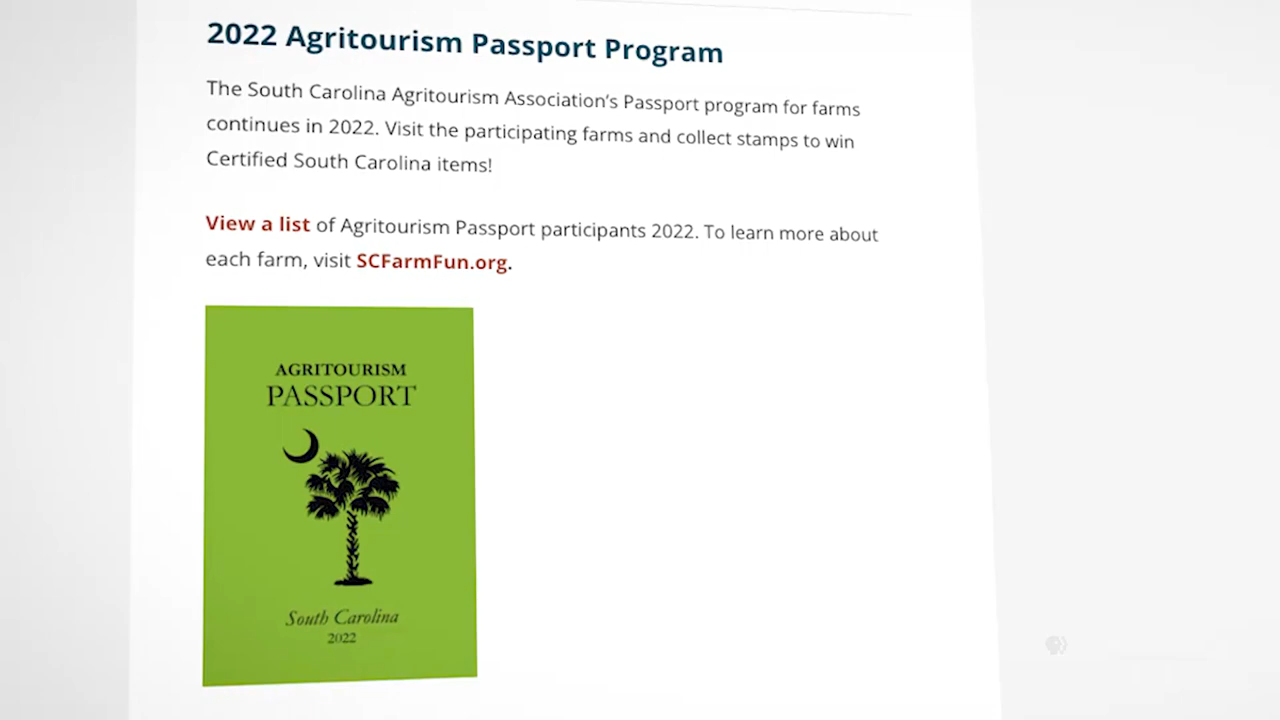 2022 Agritourism Passport Program
The South Carolina Agritourism Association's Passport program for farms
continues in 2022. Visit the participating farms and collect stamps to win
Certified South Carolina items!
View a list of Agritourism Passport participants 2022. To learn more about
each farm, visit SCFarmFun.org.
AGRITOURISM
PASSPORT
South Carolina
2022